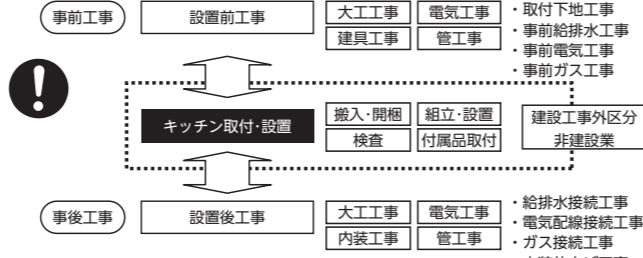 事前工事
設置前工事
大工工事
電気工事
建具工事
管工事
・取付下地工事
・事前給排水工事
・事前電気工事
・事前ガス工事
キッチン取付・設置
搬入・開梱
組立・設置
検査
付属品取付
建設工事外区分
非建設業
事後工事
設置後工事
大工工事
電気工事
内装工事
管工事
・給排水接続工事
・電気配線接続工事
・ガス接続工事